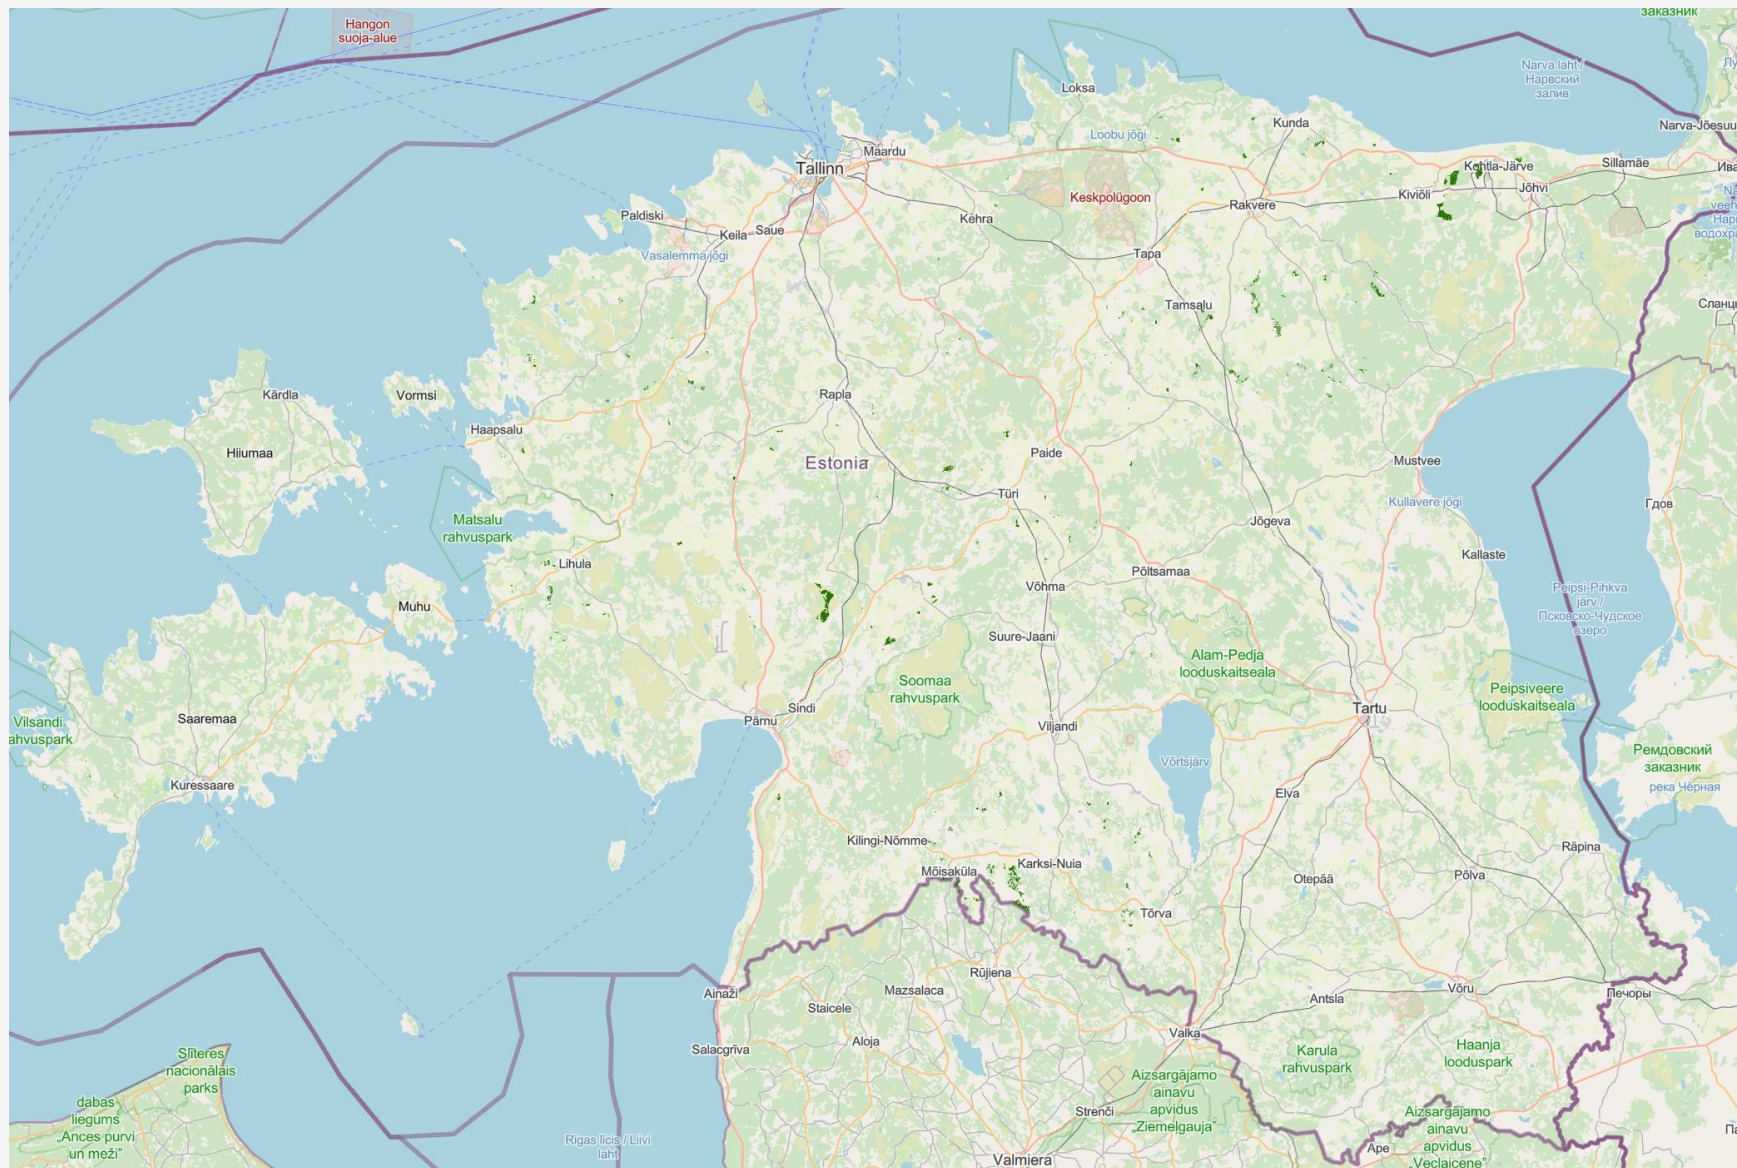 Hangon
suoja-alue
заказник
Narva laht /
Нарвский
залив
Loksa
Loobu jõgi
Kunda
Narva-Jõesuu
Maardu
Tallinn
Kohtla-Järve
Sillamäe
Kiviõli
Jõhvi
Keskpolügoon
Rakvere
Paldiski
Kehra
Keila
Saue
Vasalemma jõgi
Tapa
Tamsalu
Kärdla
Vormsi
Rapla
Haapsalu
Hiiumaa
Estonia
Paide
Mustvee
Türi
Kullavere jõgi
Гдов
Matsalu
rahvuspark
Jõgeva
Kallaste
Lihula
Põltsamaa
Võhma
Peipsi-Pihkva
järv /
Псковско-Чудское
озеро
Muhu
Suure-Jaani
Alam-Pedja
looduskaitseala
Soomaa
rahvuspark
Peipsiveere
looduskaitseala
Vilsandi
ahvuspark
Saaremaa
Sindi
Pärnu
Tartu
Viljandi
Võrtsjärv
Ремдовский
заказник
река Чёрная
Kuressaare
Elva
Kilingi-Nõmme
Räpina
Mõisaküla
Karksi-Nuia
Otepää
Põlva
Tõrva
Rūjiena
Mazsalaca
Ainaži
Staicele
Antsla
Võru
Печоры
Valka
Salacgrīva
Aloja
Karula
rahvuspark
Haanja
looduspark
Slīteres
nacionālais
parks
Aizsargājamo
ainavu
apvidus
"Ziemeļgauja"
dabas
liegums
„Ances purvi
un meži"
Strenči
Aizsargājamo
ainavu
apvidus
„Veclaicene"
Rīgas līcis / Liivi
laht
Ape
Valmiera